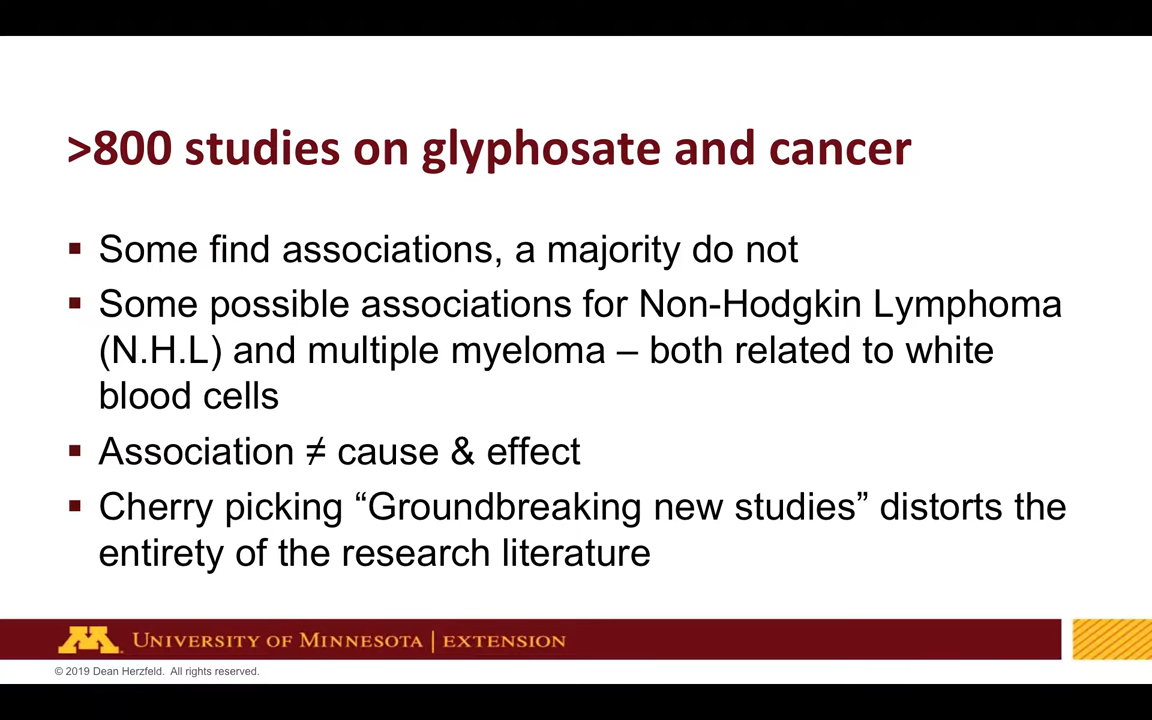 >800 studies on glyphosate and cancer
▪ Some find associations, a majority do not
▪ Some possible associations for Non-Hodgkin Lymphoma
(N.H.L) and multiple myeloma – both related to white
blood cells
▪ Association ≠ cause & effect
▪ Cherry picking “Groundbreaking new studies” distorts the
entirety of the research literature
M UNIVERSITY OF MINNESOTA | EXTENSION
© 2019 Dean Herzfeld. All rights reserved.